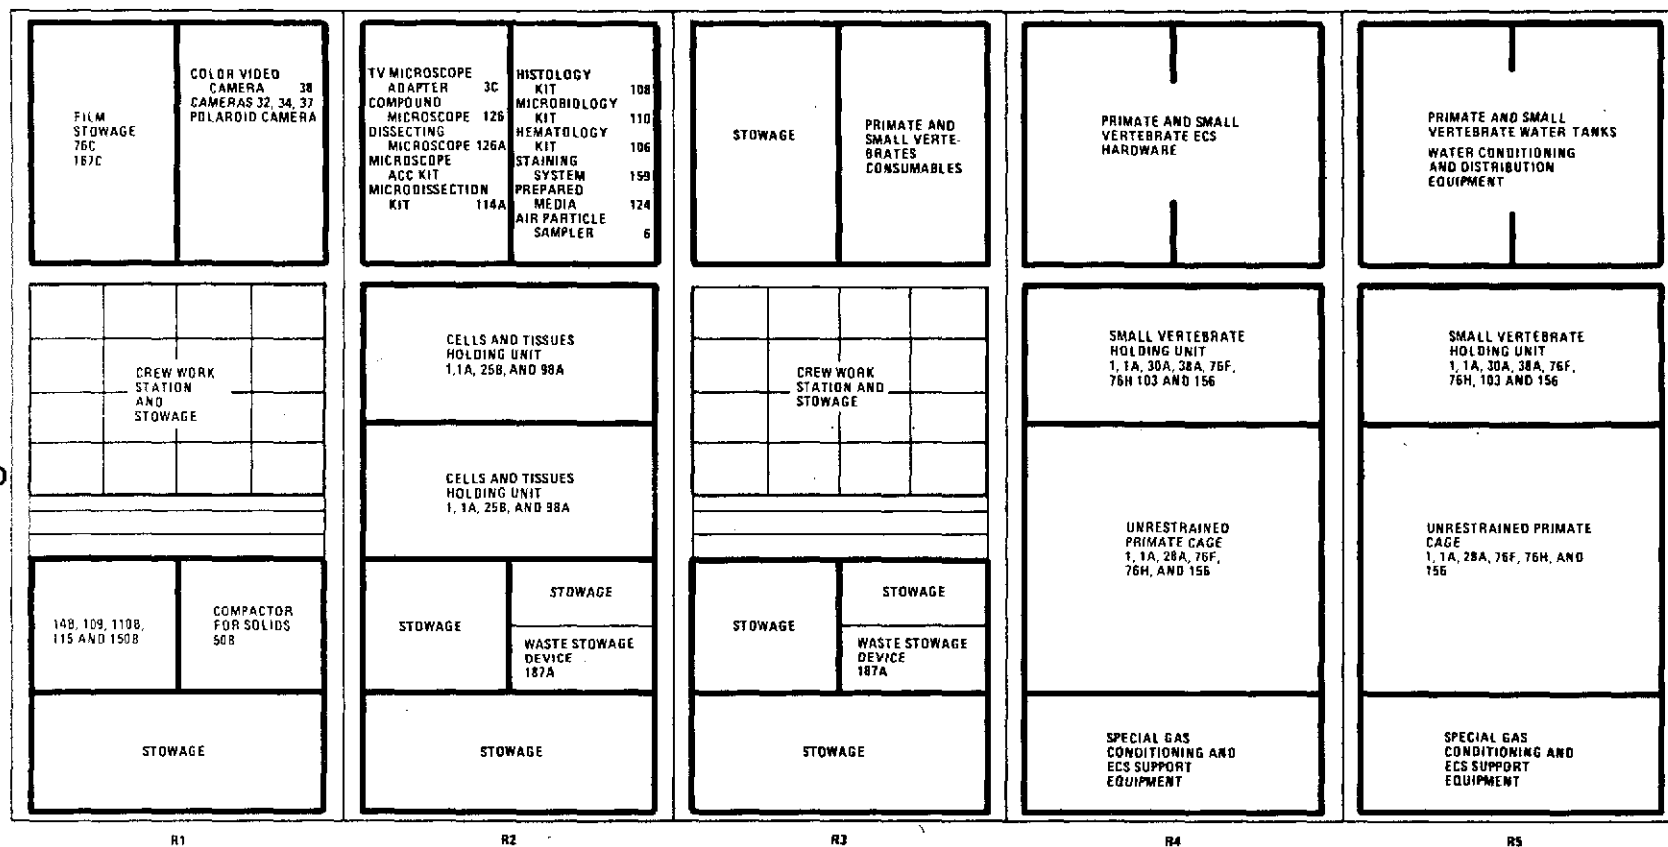 FILM
STOWAGE
76C
167C
COLOR VIDEO
CAMERA 38
CAMERAS 32, 34, 37
POLAROID CAMERA
CREW WORK
STATION
AND
STOWAGE
14B, 109, 110B,
115 AND 150B
COMPACTOR
FOR SOLIDS
50B
STOWAGE
R1
TV MICROSCOPE
ADAPTER 3C
COMPOUND
MICROSCOPE 126
DISSECTING
MICROSCOPE 126A
MICROSCOPE
ACC KIT
MICRODISSECTION
KIT 114A
HISTOLOGY
KIT 108
MICROBIOLOGY
KIT 110
HEMATOLOGY
KIT 106
STAINING
SYSTEM 159
PREPARED
MEDIA 124
AIR PARTICLE
SAMPLER 6
CELLS AND TISSUES
HOLDING UNIT
1,1A, 25B, AND 98A
CELLS AND TISSUES
HOLDING UNIT
1, 1A, 25B, AND 98A
STOWAGE
STOWAGE
WASTE STOWAGE
DEVICE
187A
STOWAGE
R2
STOWAGE
PRIMATE AND
SMALL VERTE-
BRATES
CONSUMABLES
CREW WORK
STATION AND
STOWAGE
STOWAGE
STOWAGE
WASTE STOWAGE
DEVICE
187A
STOWAGE
R3
PRIMATE AND SMALL
VERTEBRATE ECS
HARDWARE
SMALL VERTEBRATE
HOLDING UNIT
1, 1A, 30A, 38A, 76F,
76H 103 AND 156
UNRESTRAINED
PRIMATE CAGE
1, 1A, 28A, 76F,
76H, AND 156
SPECIAL GAS
CONDITIONING AND
ECS SUPPORT
EQUIPMENT
R4
PRIMATE AND SMALL
VERTEBRATE WATER TANKS
WATER CONDITIONING
AND DISTRIBUTION
EQUIPMENT
SMALL VERTEBRATE
HOLDING UNIT
1, 1A, 30A, 38A, 76F,
76H, 103 AND 156
UNRESTRAINED PRIMATE
CAGE
1, 1A, 28A, 76F, 76H, AND
156
SPECIAL GAS
CONDITIONING AND
ECS SUPPORT
EQUIPMENT
R5